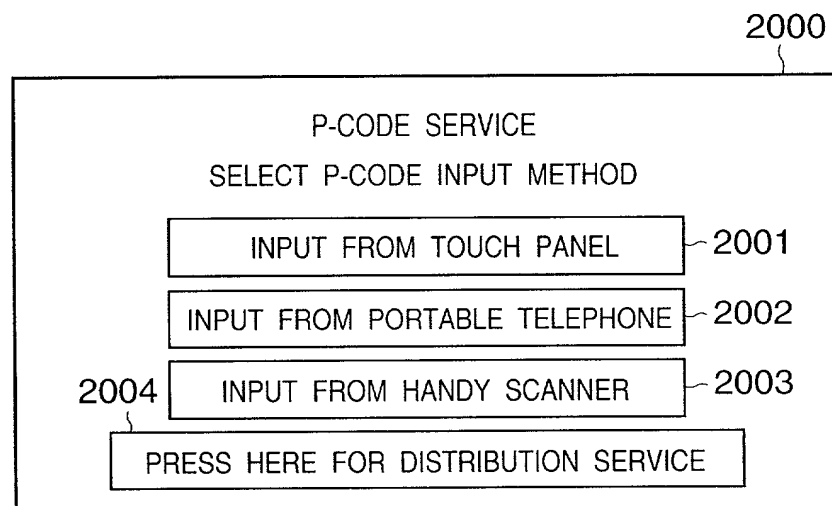 2000
P-CODE SERVICE
SELECT P-CODE INPUT METHOD
INPUT FROM TOUCH PANEL 2001
INPUT FROM PORTABLE TELEPHONE 2002
INPUT FROM HANDY SCANNER 2003
2004
PRESS HERE FOR DISTRIBUTION SERVICE